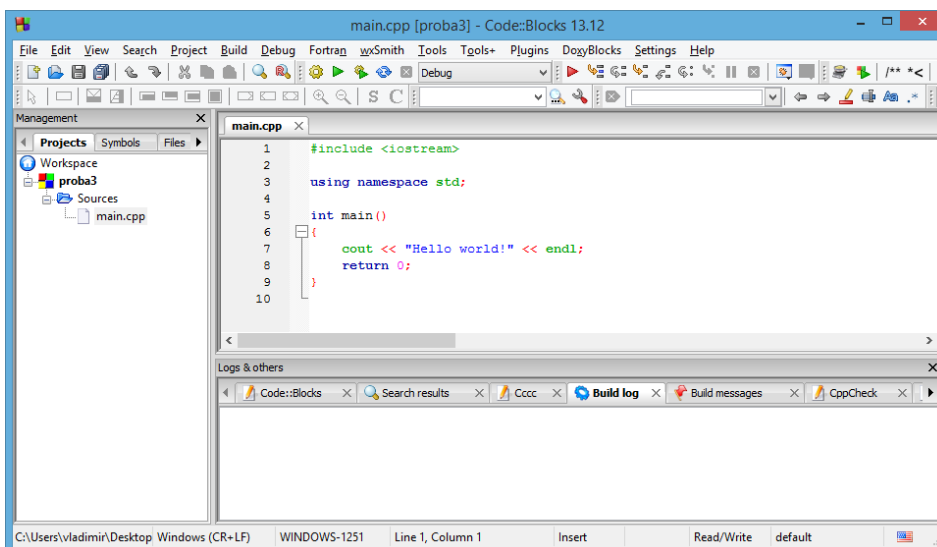 main.cpp [proba3] - Code::Blocks 13.12
File Edit View Search Project Build Debug Fortran wxSmith Tools Tools+ Plugins DoxyBlocks Settings Help
Debug /** *<
S C
Management
Projects Symbols Files
Workspace
proba3
Sources
main.cpp
main.cpp
1 #include <iostream>
2
3 using namespace std;
4
5 int main()
6 {
7 cout << "Hello world!" << endl;
8 return 0;
9 }
10
Logs & others
Code::Blocks Search results Cccc Build log Build messages CppCheck
C:\Users\vladimir\Desktop Windows (CR+LF) WINDOWS-1251 Line 1, Column 1 Insert Read/Write default